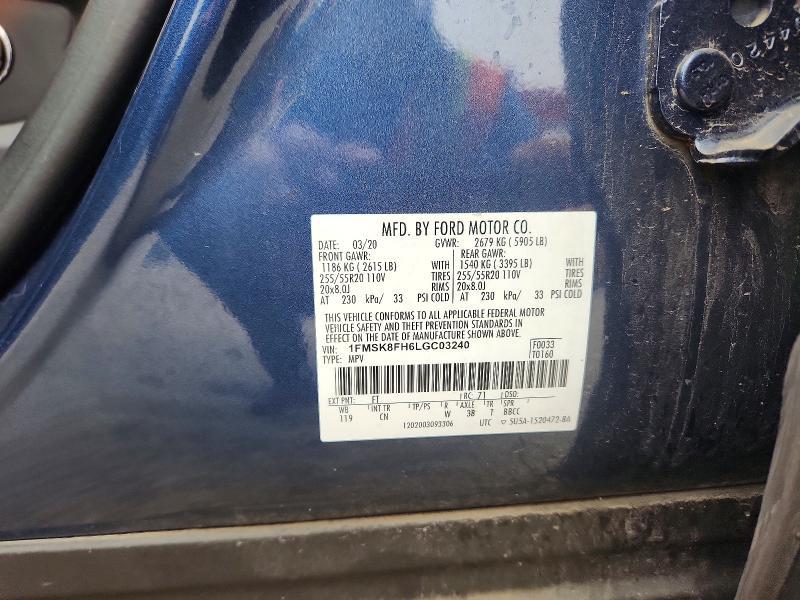 4420
MFD. BY FORD MOTOR CO.
DATE: 03/20 GVWR: 2679 KG ( 5905 LB)
FRONT GAWR: REAR GAWR:
1186 KG ( 2615 LB) WITH 1540 KG ( 3395 LB) WITH
255/55R20 110V TIRES 255/55R20 110V TIRES
20x8.0J RIMS 20x8.0J RIMS
AT 230 kPa/ 33 PSI COLD AT 230 kPa/ 33 PSI COLD
THIS VEHICLE CONFORMS TO ALL APPLICABLE FEDERAL MOTOR
VEHICLE SAFETY AND THEFT PREVENTION STANDARDS IN
EFFECT ON THE DATE OF MANUFACTURE SHOWN ABOVE.
VIN: 1FMSK8FH6LGC03240 F0033
TYPE: MPV T0160
EXT PNT: FT RC: 71 DSO:
WB INT TR TP/PS R AXLE TR SPR
119 CN W 38 T BBCC
1202003093306 UTC ▽ 5U5A-1520472-BA